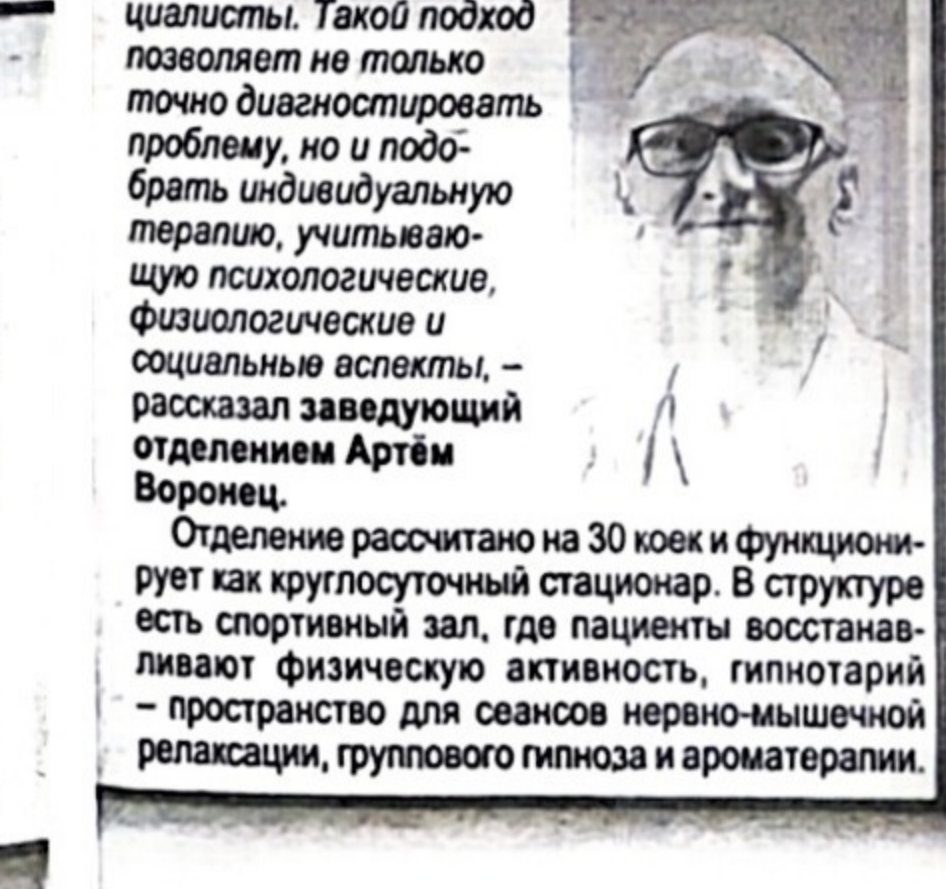 циалисты. Такой подход
позволяет не только
точно диагностировать
проблему, но и подо-
брать индивидуальную
терапию, учитываю-
щую психологические,
физиологические и
социальные аспекты, –
рассказал заведующий
отделением Артём
Воронец.
Отделение рассчитано на 30 коек и функциони-
рует как круглосуточный стационар. В структуре
есть спортивный зал, где пациенты восстанав-
ливают физическую активность, гипнотарий
– пространство для сеансов нервно-мышечной
релаксации, группового гипноза и ароматерапии.